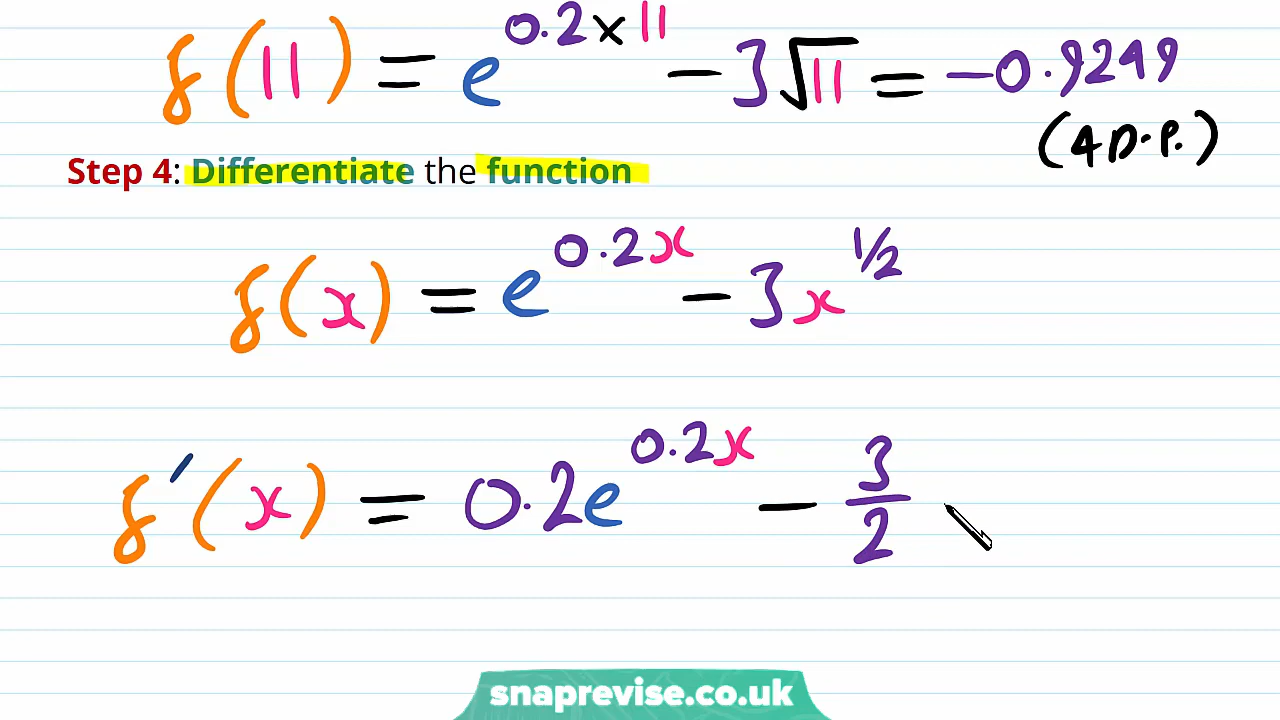 f(11) = e^{0.2×11} − 3√11 = −0.9249
(4 D.P.)
Step 4: Differentiate the function
f(x) = e^{0.2x} − 3x^{1/2}
f′(x) = 0.2e^{0.2x} − 3/2
snaprevise.co.uk